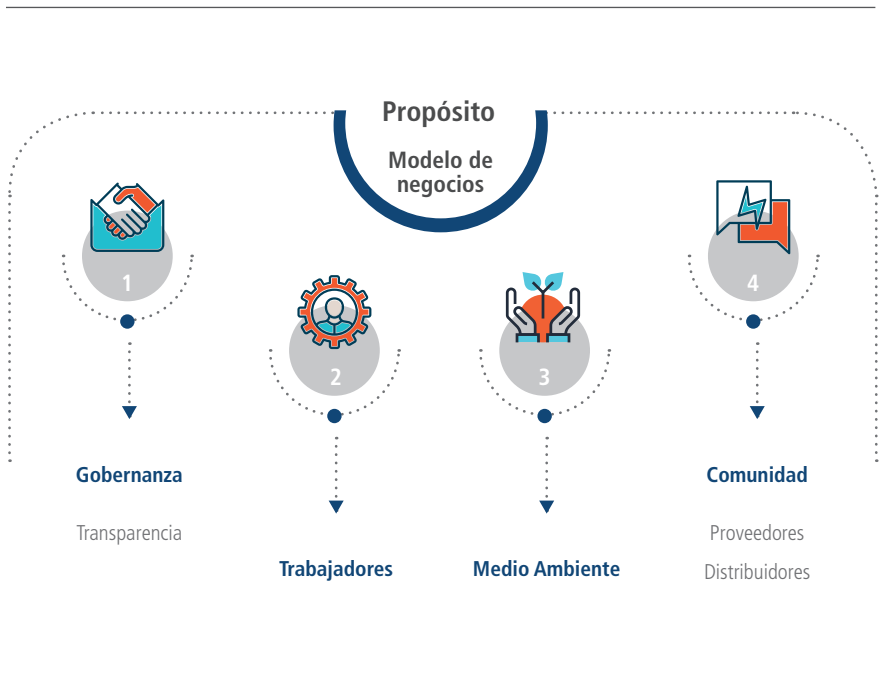 Propósito
Modelo de
negocios
1
2
3
4
Gobernanza
Transparencia
Trabajadores
Medio Ambiente
Comunidad
Proveedores
Distribuidores